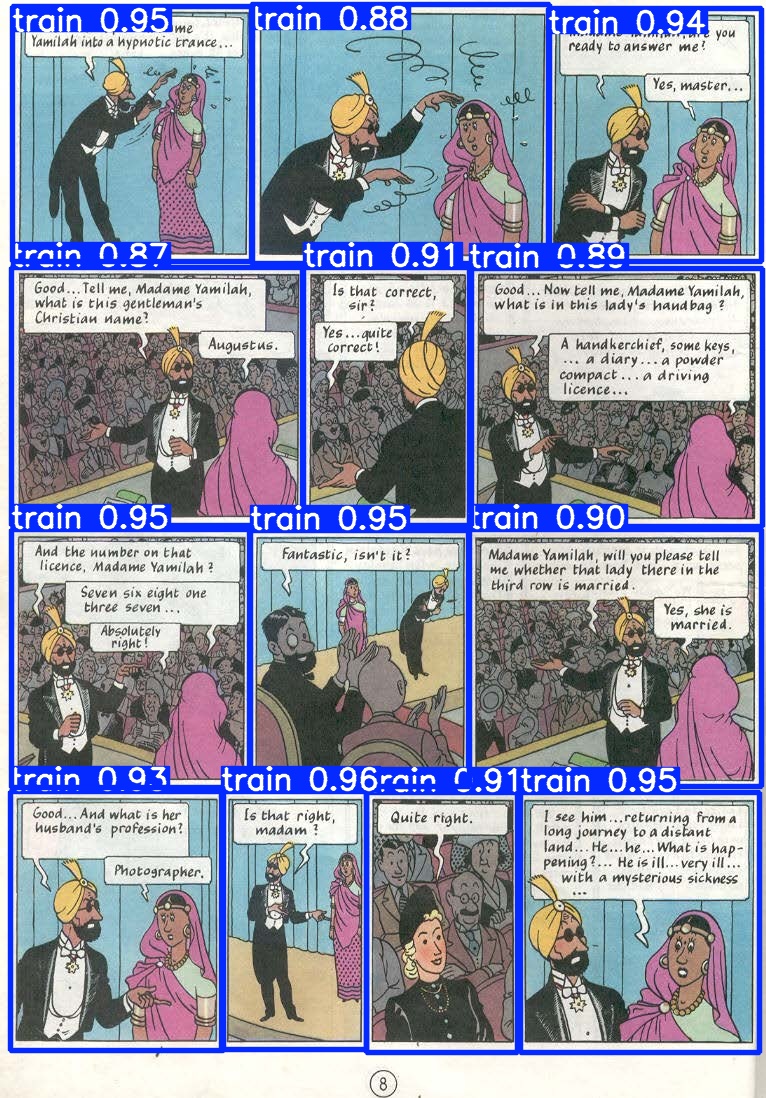 train 0.95
train 0.88
train 0.94
me
Yamilah into a hypnotic trance...
you
ready to answer me?
Yes, master...
train 0.87
train 0.91
train 0.89
Good...Tell me, Madame Yamilah,
what is this gentleman's
Christian name?
Augustus.
Is that correct,
sir?
Yes...quite
correct!
Good...Now tell me, Madame Yamilah,
what is in this lady's handbag?
A handkerchief, some keys,
... a diary... a powder
compact... a driving
licence...
train 0.95
train 0.95
train 0.90
And the number on that
licence, Madame Yamilah?
Seven six eight one
three seven...
Absolutely
right!
Fantastic, isn't it?
Madame Yamilah, will you please tell
me whether that lady there in the
third row is married.
Yes, she is
married.
train 0.93
train 0.96
rain 0.91
train 0.95
Good...And what is her
husband's profession?
Photographer.
Is that right,
madam?
Quite right.
I see him...returning from a
long journey to a distant
land... He...he...What is hap-
pening?... He is ill...very ill...
with a mysterious sickness
...
8